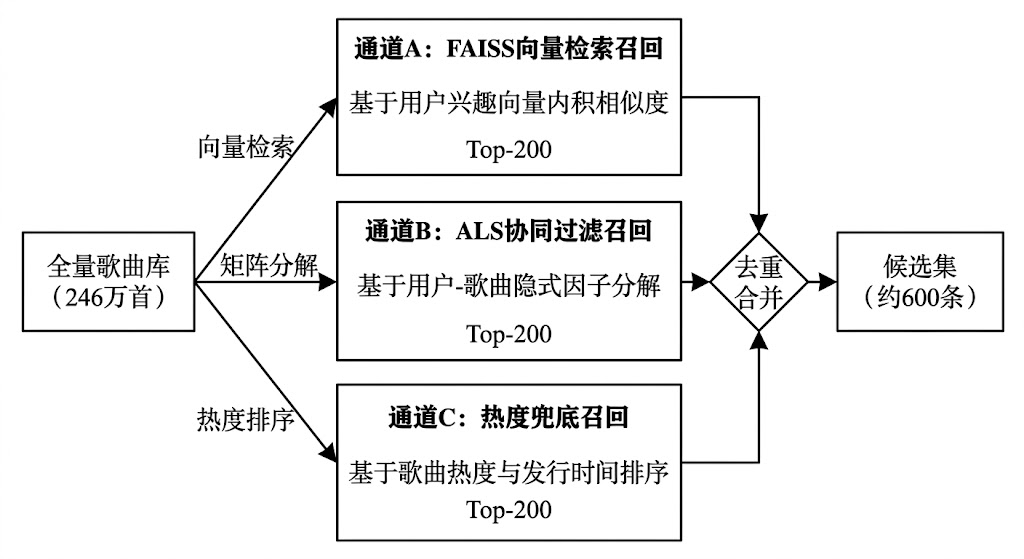 全量歌曲库
（246万首）
向量检索
矩阵分解
热度排序
通道A：FAISS向量检索召回
基于用户兴趣向量内积相似度
Top-200
通道B：ALS协同过滤召回
基于用户-歌曲隐式因子分解
Top-200
通道C：热度兜底召回
基于歌曲热度与发行时间排序
Top-200
去重
合并
候选集
（约600条）